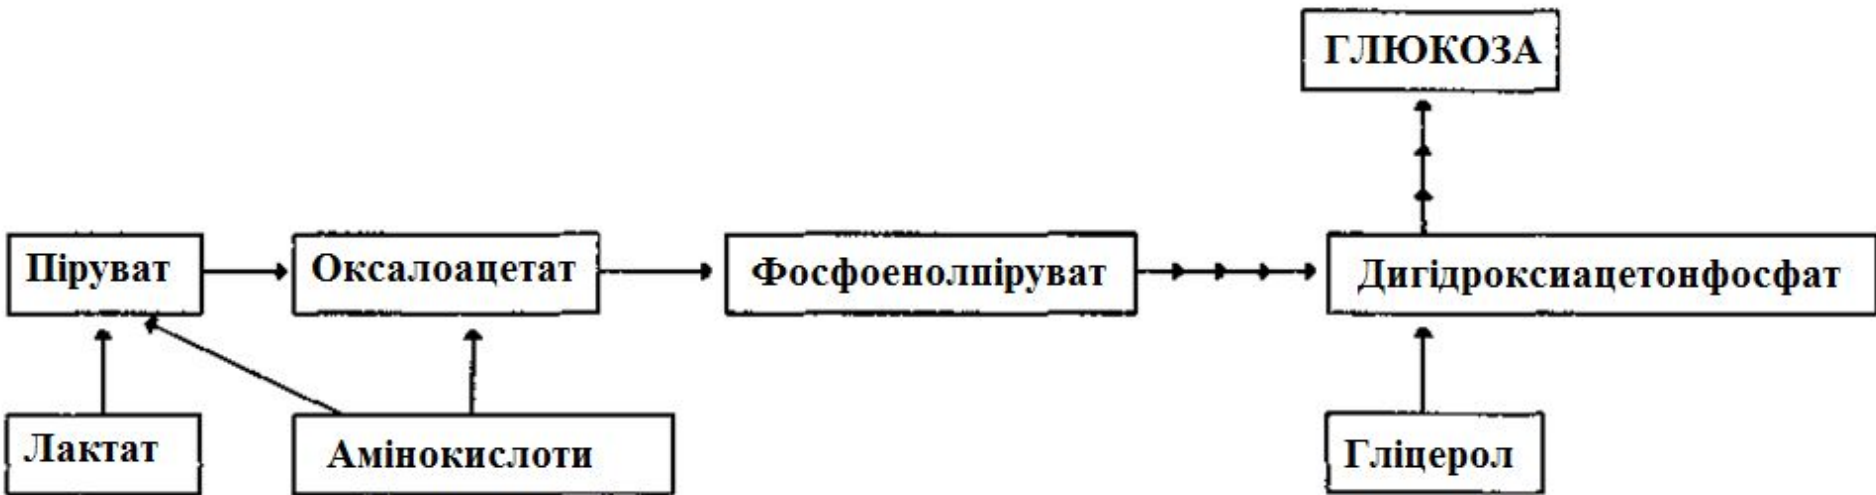 ГЛЮКОЗА
Піруват
Оксалоацетат
Фосфоенолпіруват
Дигідроксиацетонфосфат
Лактат
Амінокислоти
Гліцерол